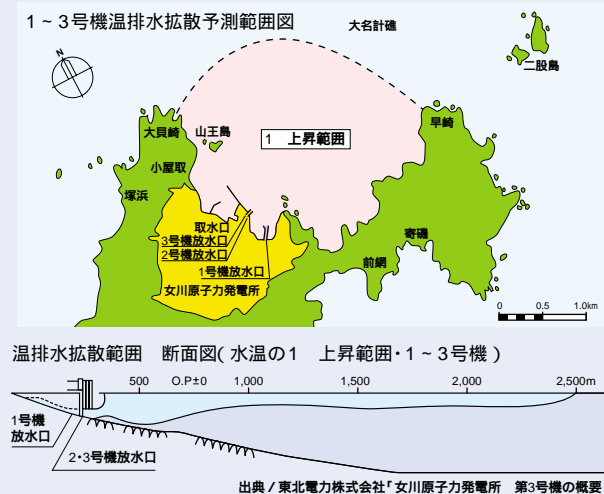 1～3号機温排水拡散予測範囲図
大名計礁
二股島
大貝崎
山王島
早崎
1　上昇範囲
小屋取
塚浜
取水口
3号機放水口
2号機放水口
寄磯
前網
1号機放水口
女川原子力発電所
0 0.5 1.0km
温排水拡散範囲　断面図(水温の1　上昇範囲・1～3号機)
500 O.P±0 1,000 1,500 2,000 2,500m
1号機
放水口
2・3号機放水口
出典/東北電力株式会社「女川原子力発電所　第3号機の概要